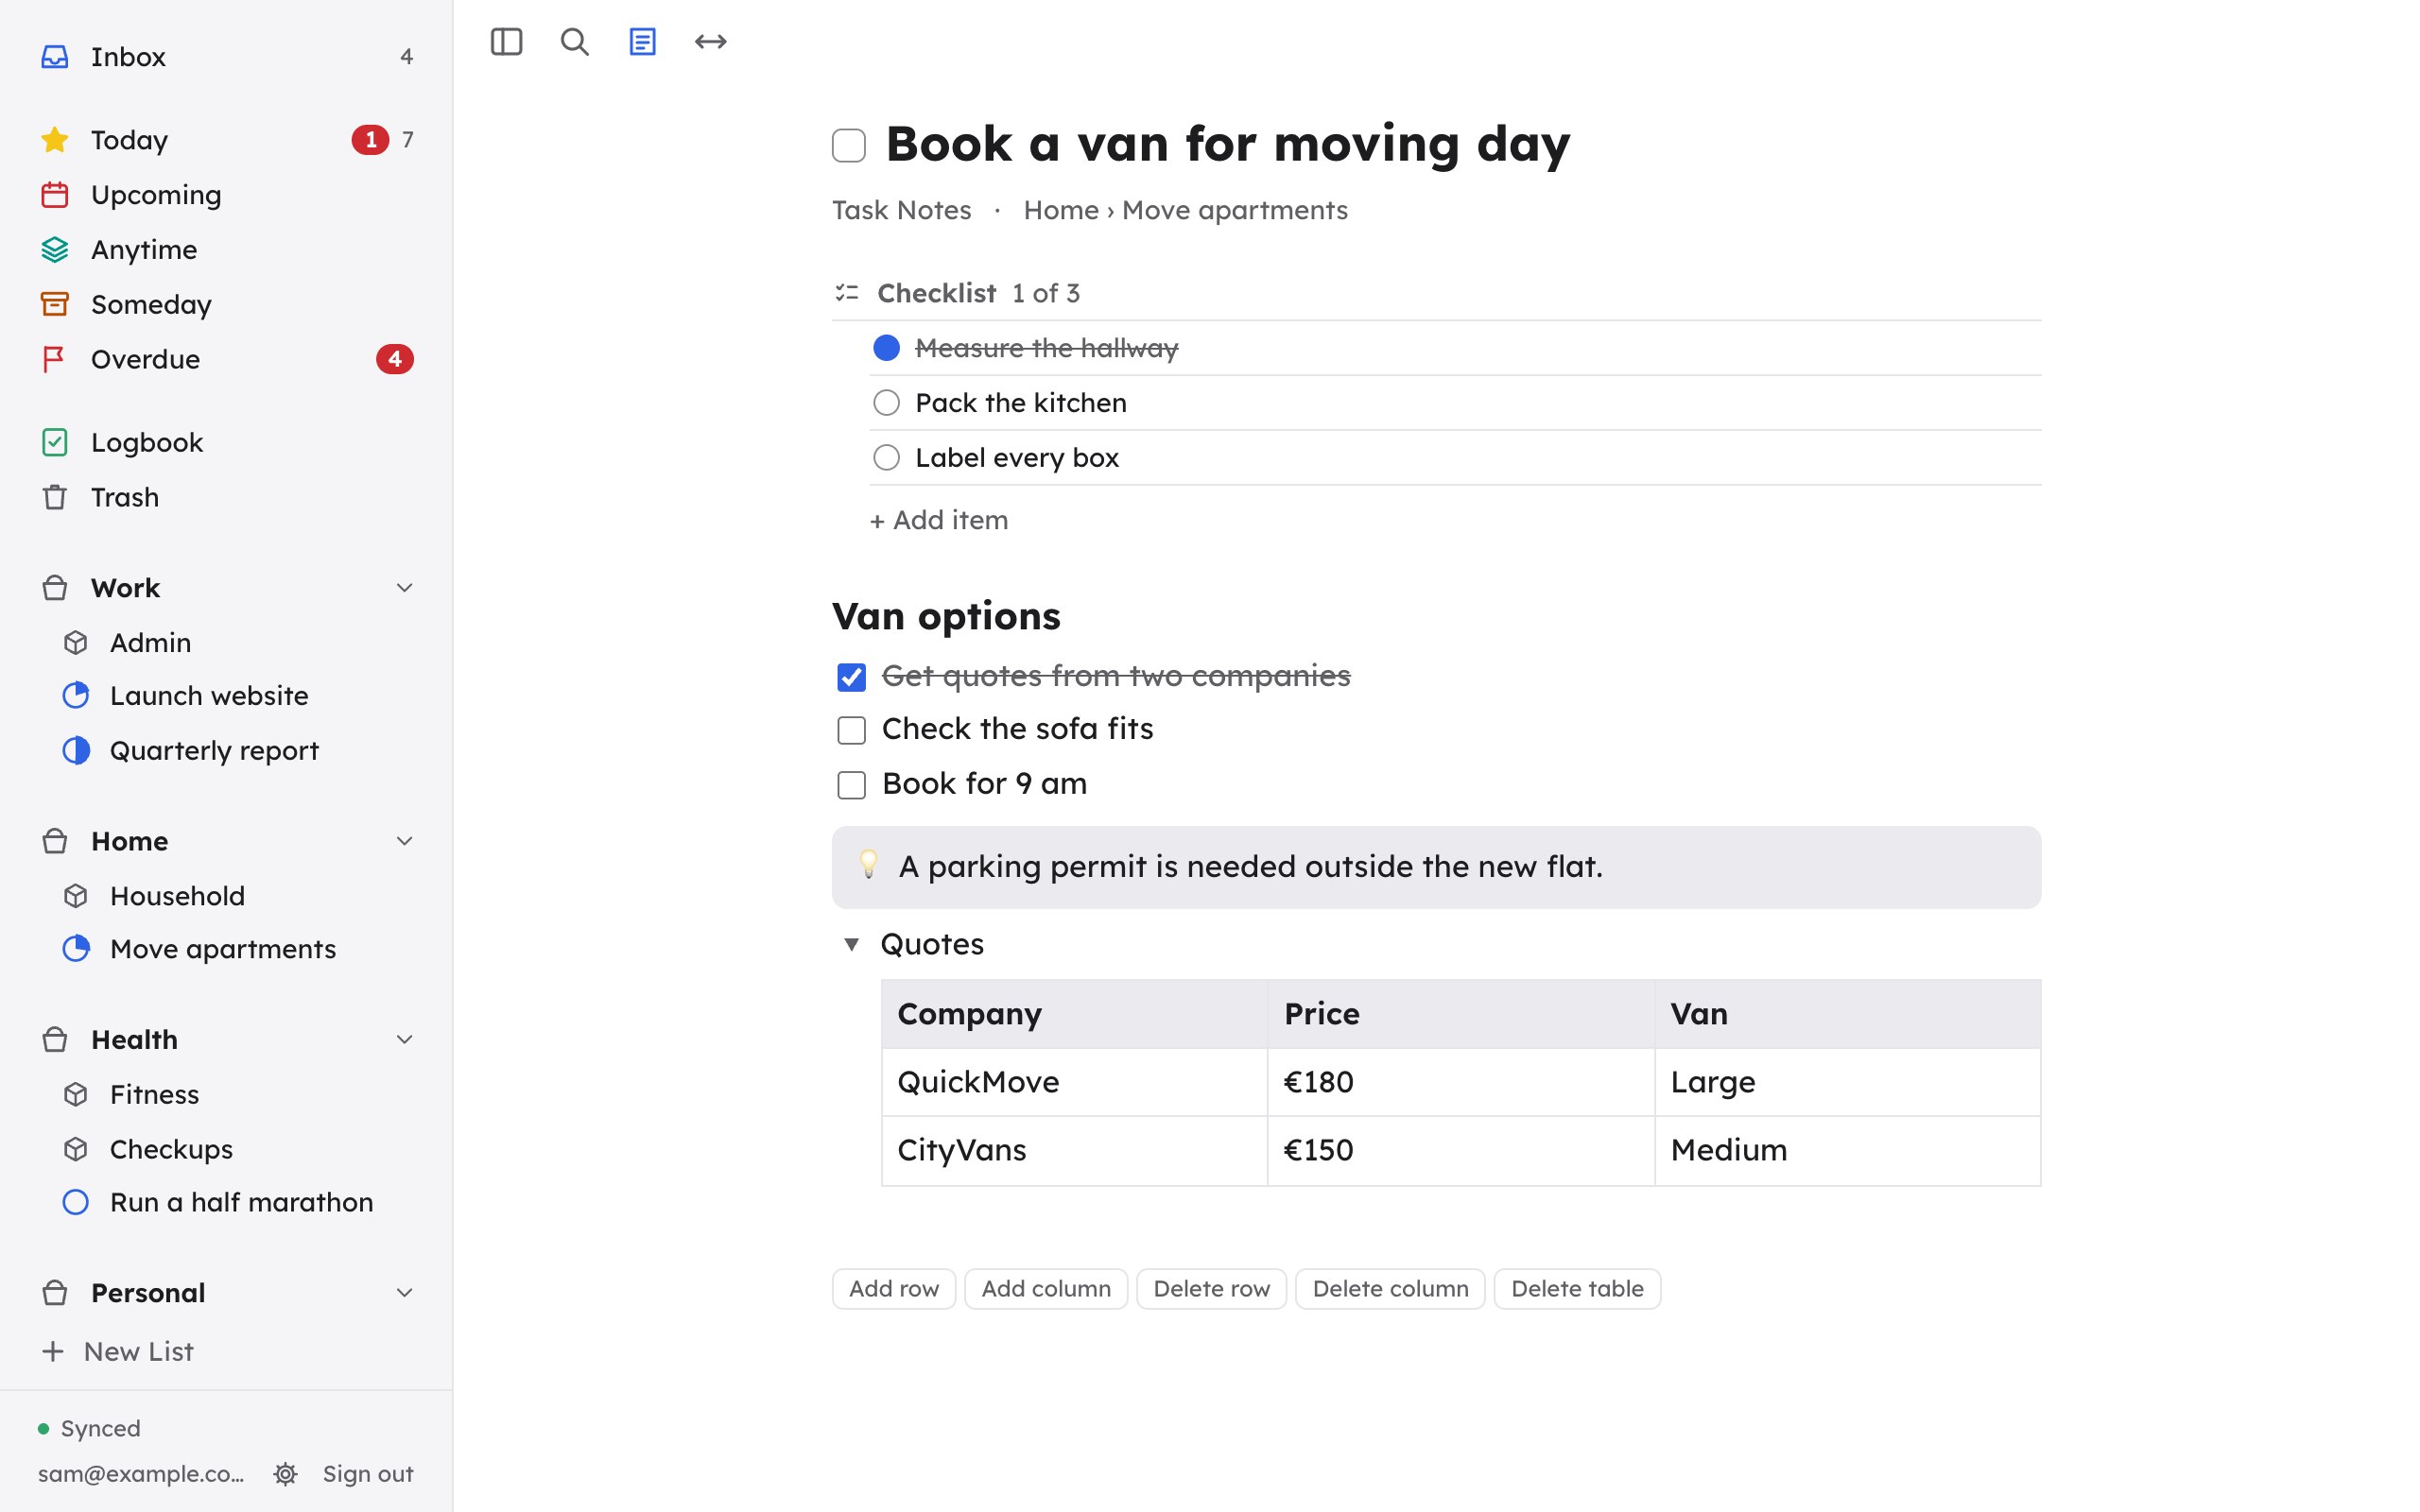 Inbox 4
Today 1 7
Upcoming
Anytime
Someday
Overdue 4
Logbook
Trash
Work
Admin
Launch website
Quarterly report
Home
Household
Move apartments
Health
Fitness
Checkups
Run a half marathon
Personal
+ New List
Synced
sam@example.co… Sign out
Book a van for moving day
Task Notes · Home › Move apartments
Checklist 1 of 3
Measure the hallway
Pack the kitchen
Label every box
+ Add item
Van options
Get quotes from two companies
Check the sofa fits
Book for 9 am
💡 A parking permit is needed outside the new flat.
Quotes
Company Price Van
QuickMove €180 Large
CityVans €150 Medium
Add row Add column Delete row Delete column Delete table